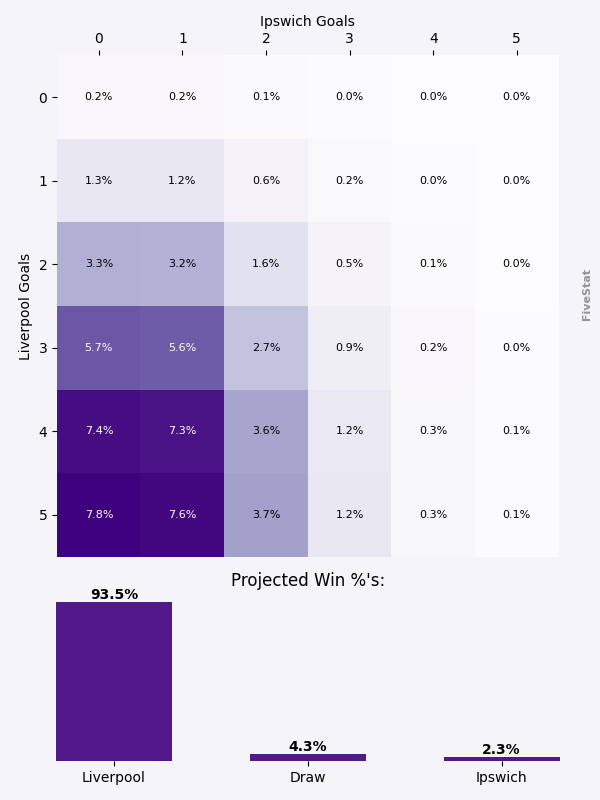 Ipswich Goals
0 1 2 3 4 5
0 0.2% 0.2% 0.1% 0.0% 0.0% 0.0%
1 1.3% 1.2% 0.6% 0.2% 0.0% 0.0%
2 3.3% 3.2% 1.6% 0.5% 0.1% 0.0%
3 5.7% 5.6% 2.7% 0.9% 0.2% 0.0%
4 7.4% 7.3% 3.6% 1.2% 0.3% 0.1%
5 7.8% 7.6% 3.7% 1.2% 0.3% 0.1%
Liverpool Goals
FiveStat
Projected Win %'s:
93.5% 4.3% 2.3%
Liverpool Draw Ipswich